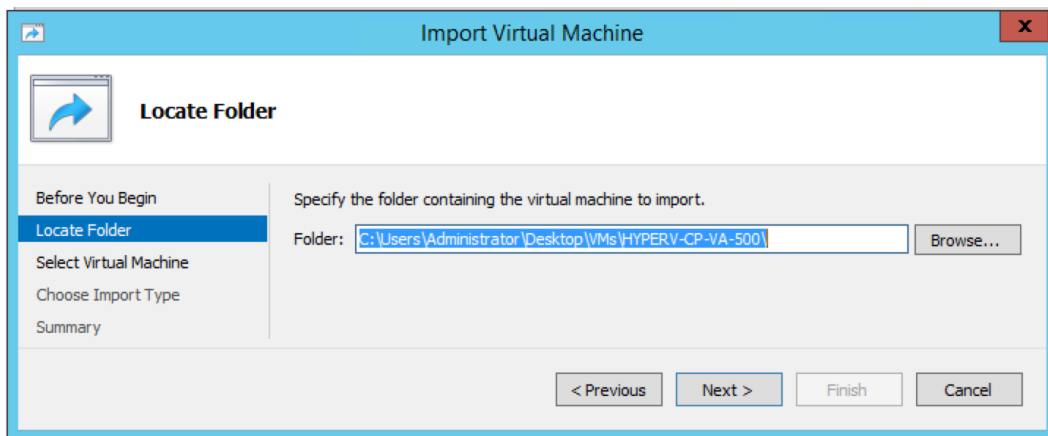 Import Virtual Machine
x
Locate Folder
Before You Begin
Locate Folder
Select Virtual Machine
Choose Import Type
Summary
Specify the folder containing the virtual machine to import.
Folder: C:\Users\Administrator\Desktop\VMs\HYPERV-CP-VA-500\ Browse...
< Previous Next > Finish Cancel